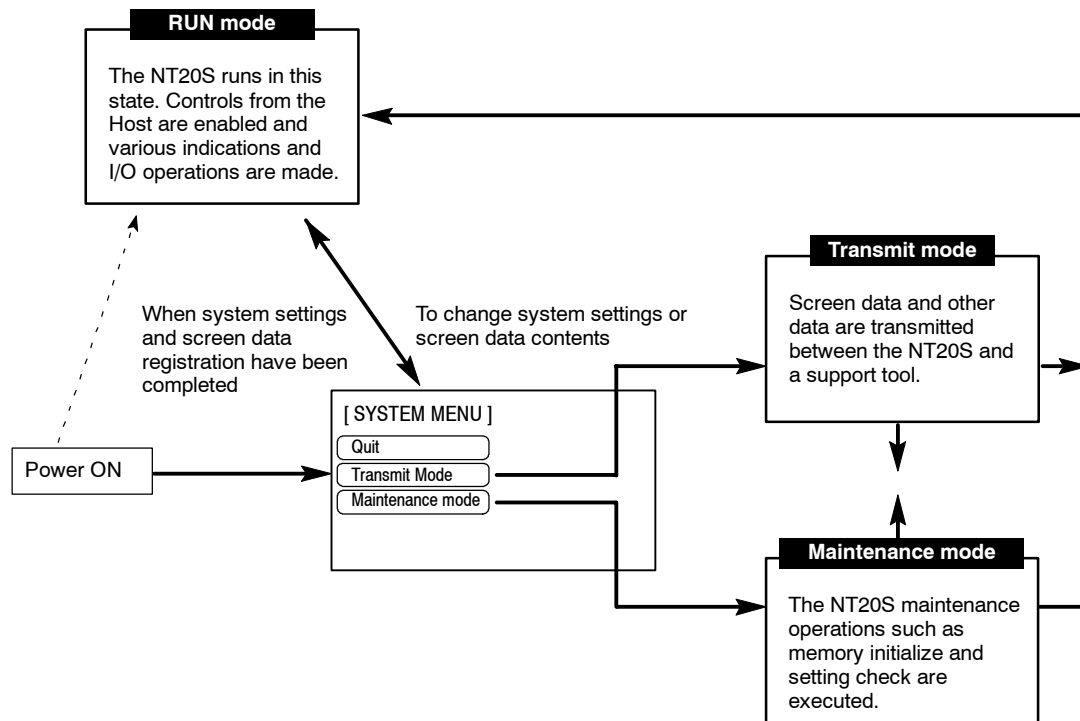 RUN mode
The NT20S runs in this
state. Controls from the
Host are enabled and
various indications and
I/O operations are made.
When system settings
and screen data
registration have been
completed
To change system settings or
screen data contents
Power ON
[ SYSTEM MENU ]
Quit
Transmit Mode
Maintenance mode
Transmit mode
Screen data and other
data are transmitted
between the NT20S and
a support tool.
Maintenance mode
The NT20S maintenance
operations such as
memory initialize and
setting check are
executed.